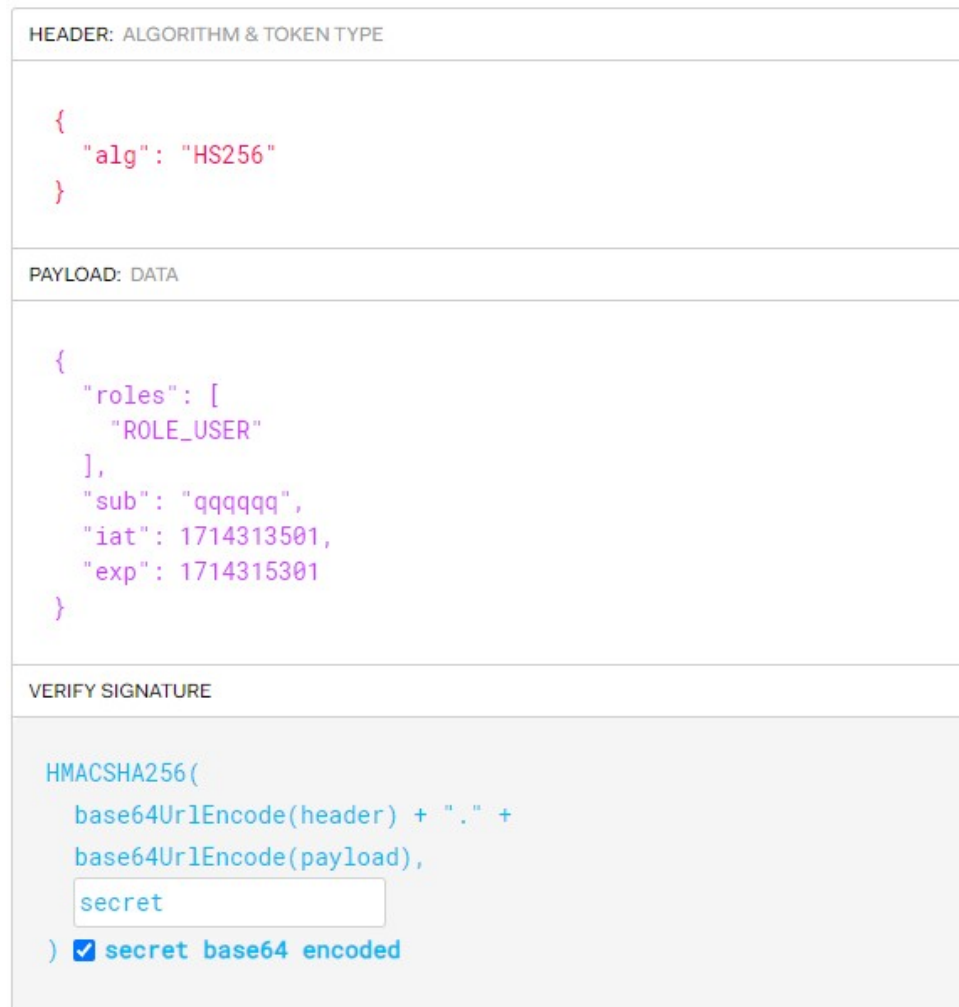 HEADER: ALGORITHM & TOKEN TYPE
{
"alg": "HS256"
}
PAYLOAD: DATA
{
"roles": [
"ROLE_USER"
],
"sub": "qqqqqq",
"iat": 1714313501,
"exp": 1714315301
}
VERIFY SIGNATURE
HMACSHA256(
base64UrlEncode(header) + "." +
base64UrlEncode(payload),
secret
) secret base64 encoded